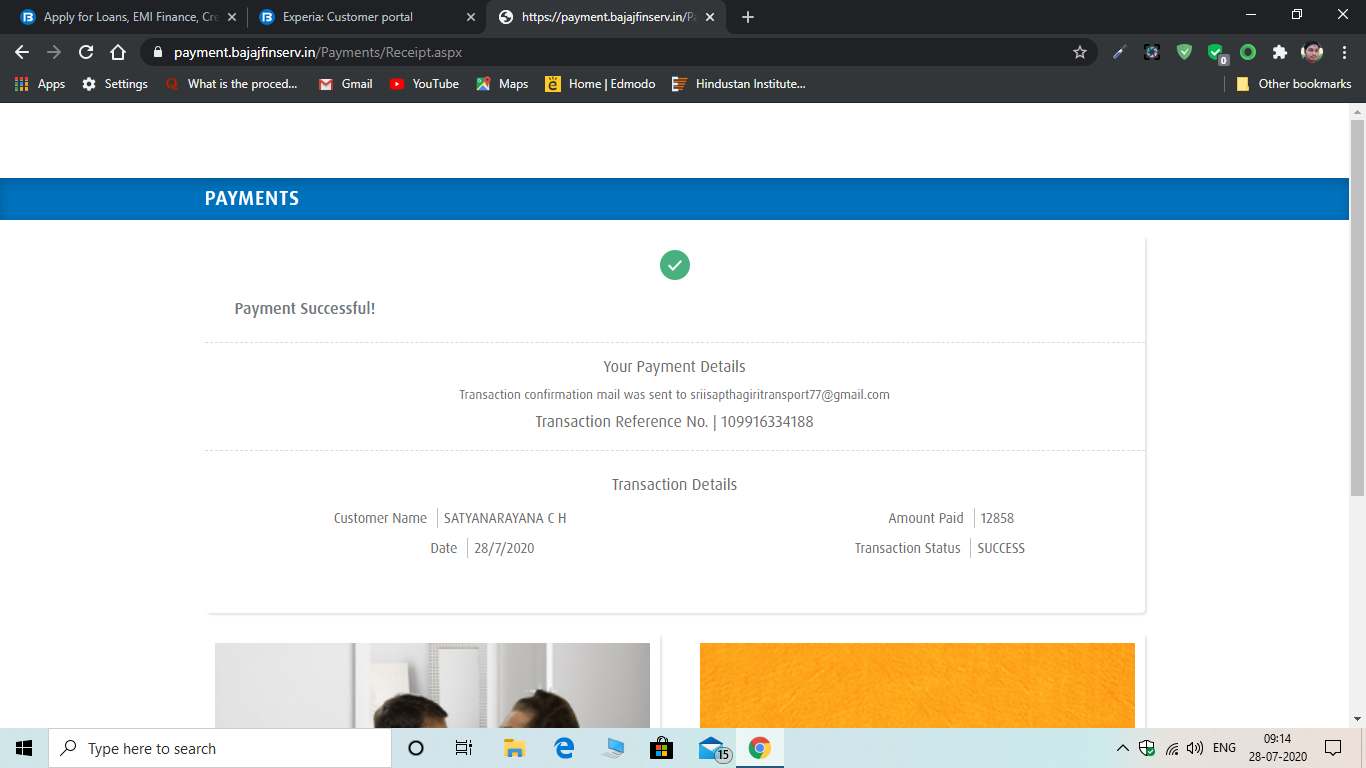 Apply for Loans, EMI Finance, Cre
Experia: Customer portal
https://payment.bajajfinserv.in/Pa
payment.bajajfinserv.in/Payments/Receipt.aspx
0
Apps
Settings
What is the proced...
Gmail
YouTube
Maps
Home | Edmodo
Hindustan Institute...
Other bookmarks
PAYMENTS
Payment Successful!
Your Payment Details
Transaction confirmation mail was sent to sriisapthagiritransport77@gmail.com
Transaction Reference No. | 109916334188
Transaction Details
Customer Name SATYANARAYANA C H
Amount Paid 12858
Date 28/7/2020
Transaction Status SUCCESS
Type here to search
15
ENG
09:14
28-07-2020